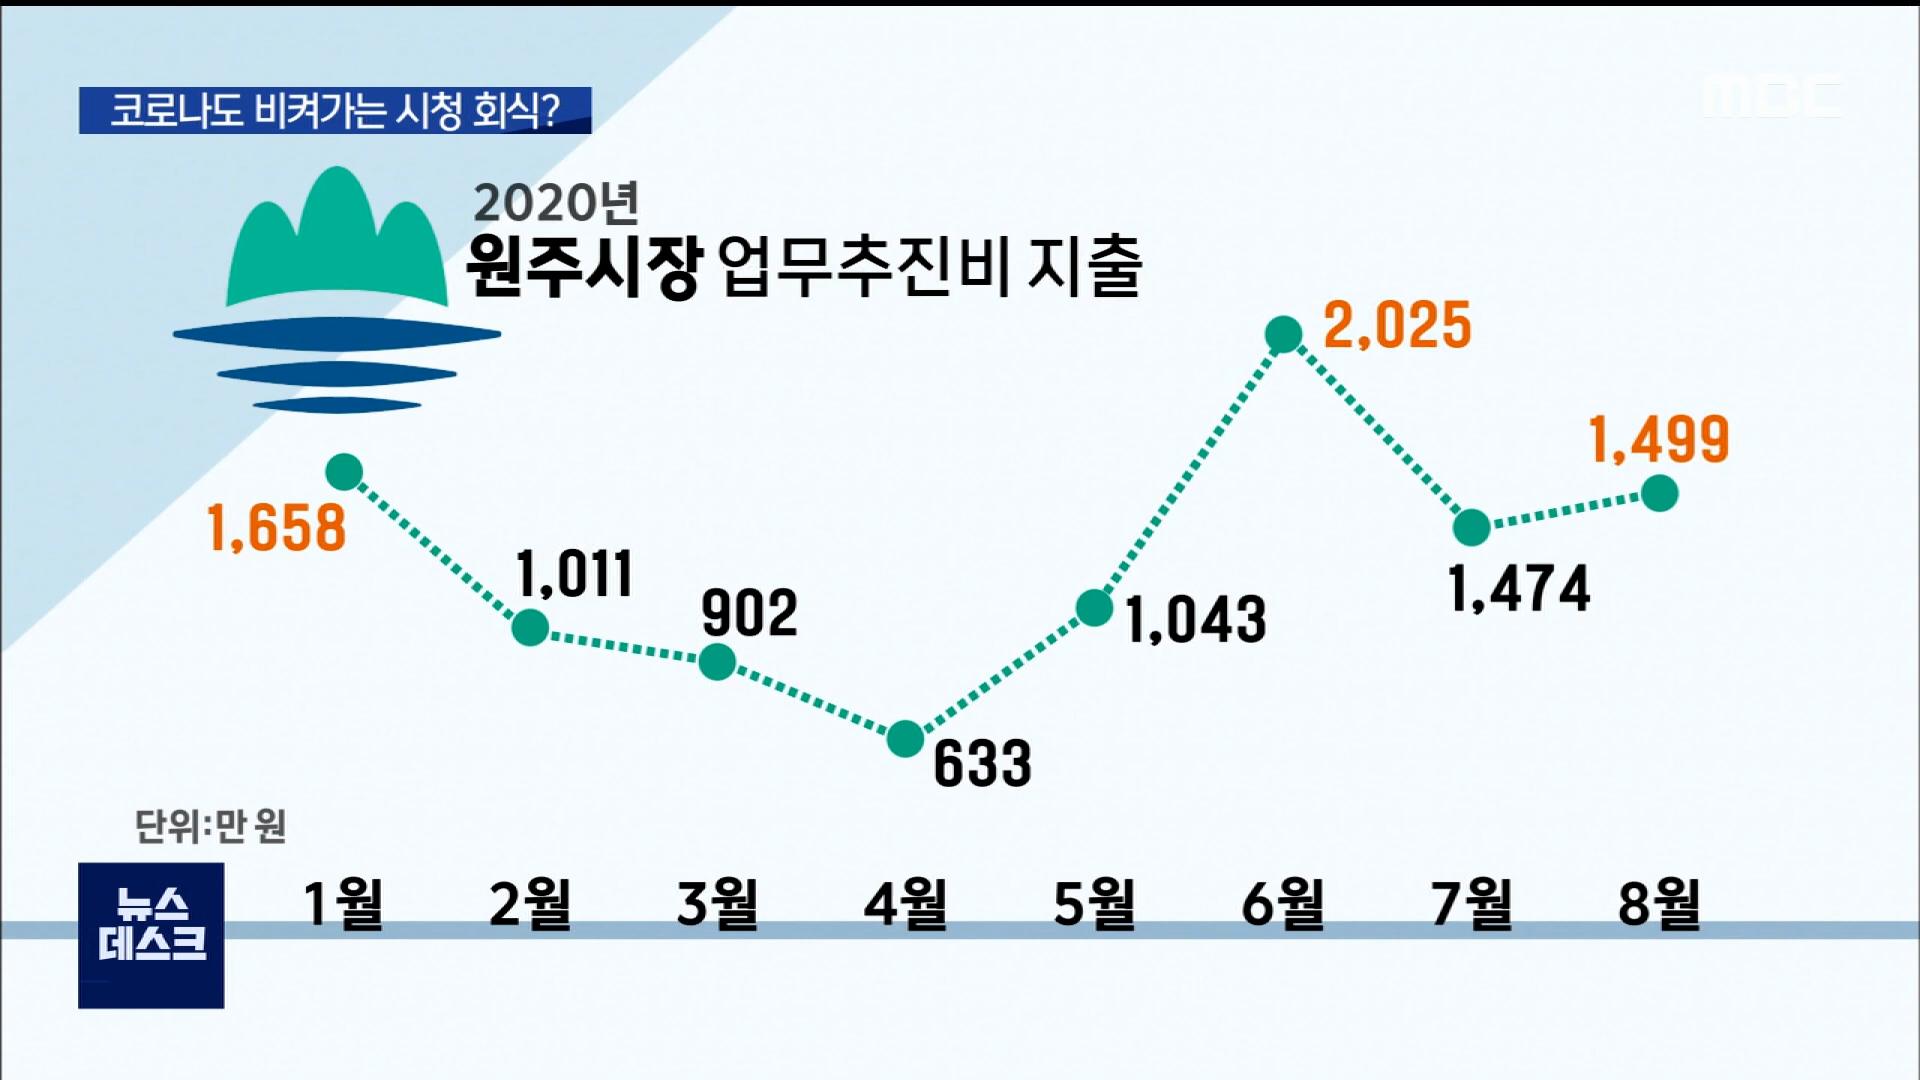 코로나도 비켜가는 시청 회식?
MBC
2020년
원주시장 업무추진비 지출
2,025
1,499
1,658
1,011
902
1,043
1,474
633
단위:만 원
1월 2월 3월 4월 5월 6월 7월 8월
뉴스
데스크